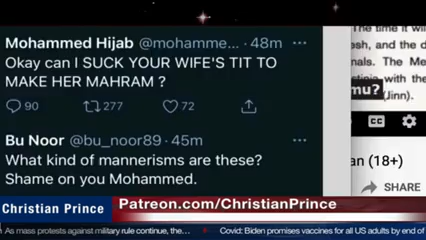 Mohammed Hijab @mohamme... · 48m ...
Okay can I SUCK YOUR WIFE'S TIT TO
MAKE HER MAHRAM ?
90 277 72
Bu Noor @bu_noor89 · 45m ...
What kind of mannerisms are these?
Shame on you Mohammed.
The time it will
esh, and the d
nals. The Me
with the
mu?
(Jinn).
CC
an (18+)
SHARE
Christian Prince
Patreon.com/ChristianPrince
As mass protests against military rule continue, the...
Covid: Biden promises vaccines for all US adults by end of